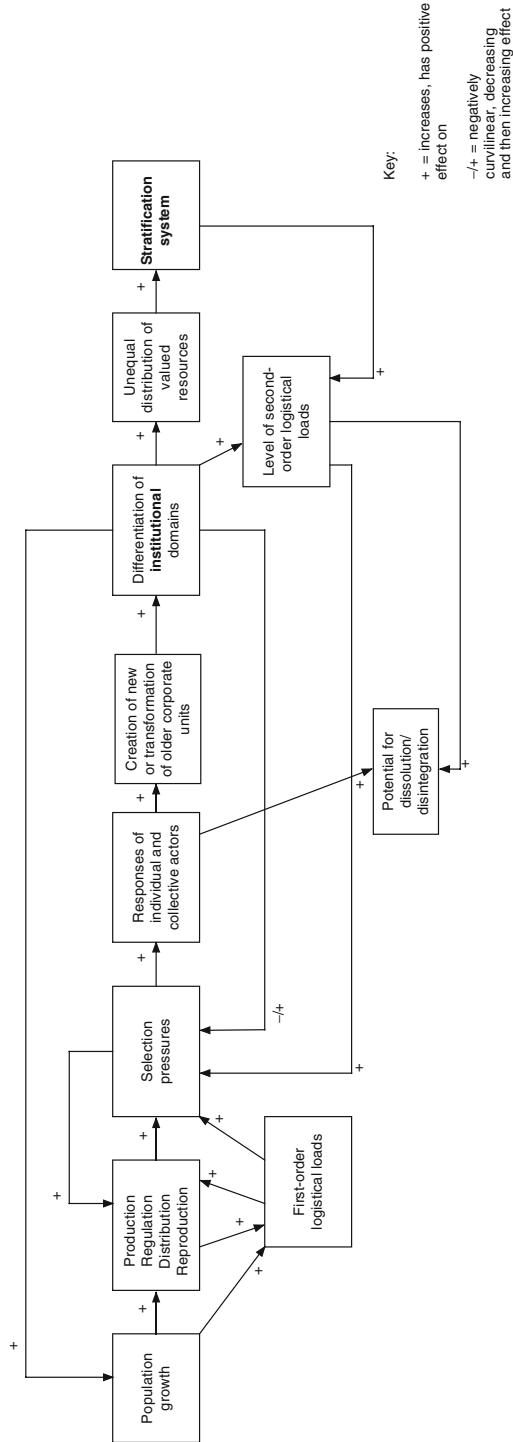 +
Population
growth
+
+
+
Production
Regulation
Distribution
Reproduction
+
+
+
+
First-order
logistical loads
Selection
pressures
+
–/+
+
Responses of
individual and
collective actors
+
+
Creation of new
or transformation
of older corporate
units
+
Potential for
dissolution/
disintegration
+
Differentiation of
institutional
domains
+
+
Level of second-
order logistical
loads
+
Unequal
distribution of
valued
resources
+
Stratification
system
Key:
+ = increases, has positive
effect on
–/+ = negatively
curvilinear, decreasing
and then increasing effect